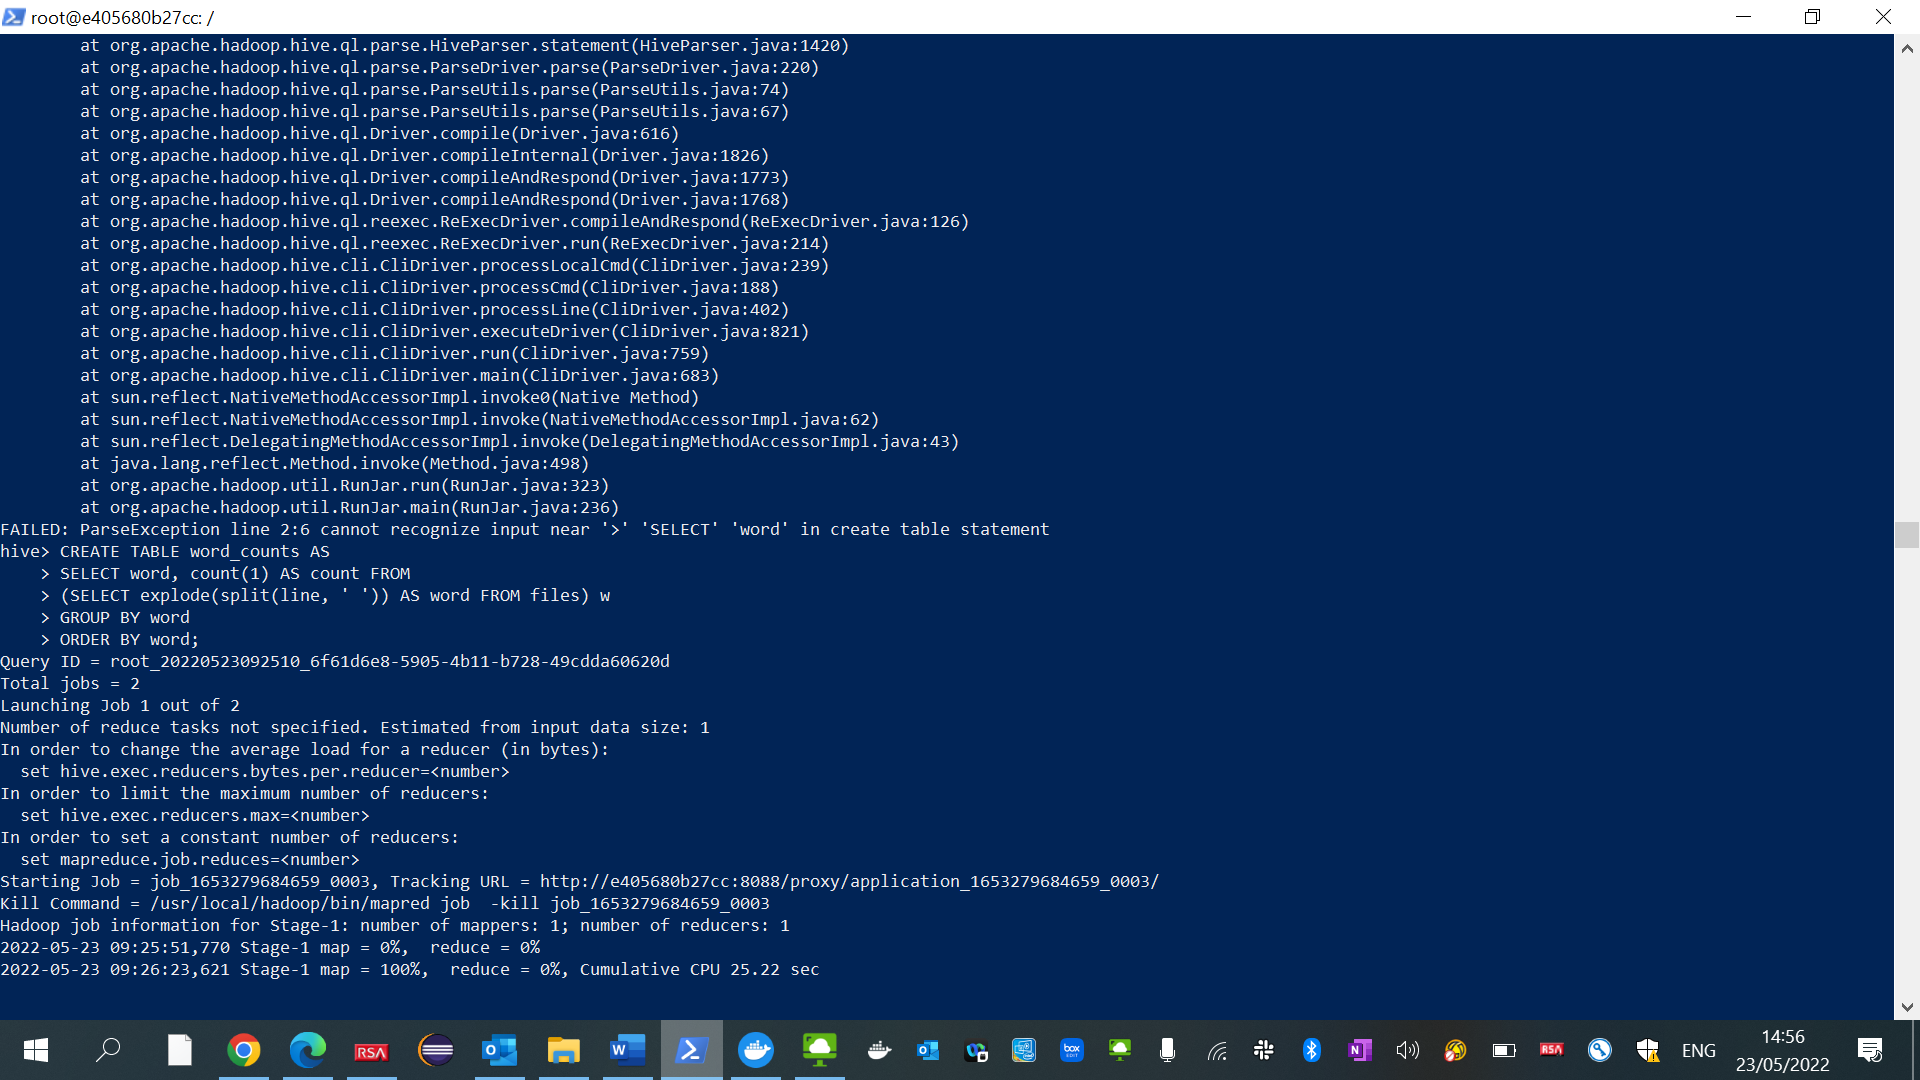 root@e405680b27cc: /
        at org.apache.hadoop.hive.ql.parse.HiveParser.statement(HiveParser.java:1420)
        at org.apache.hadoop.hive.ql.parse.ParseDriver.parse(ParseDriver.java:220)
        at org.apache.hadoop.hive.ql.parse.ParseUtils.parse(ParseUtils.java:74)
        at org.apache.hadoop.hive.ql.parse.ParseUtils.parse(ParseUtils.java:67)
        at org.apache.hadoop.hive.ql.Driver.compile(Driver.java:616)
        at org.apache.hadoop.hive.ql.Driver.compileInternal(Driver.java:1826)
        at org.apache.hadoop.hive.ql.Driver.compileAndRespond(Driver.java:1773)
        at org.apache.hadoop.hive.ql.Driver.compileAndRespond(Driver.java:1768)
        at org.apache.hadoop.hive.ql.reexec.ReExecDriver.compileAndRespond(ReExecDriver.java:126)
        at org.apache.hadoop.hive.ql.reexec.ReExecDriver.run(ReExecDriver.java:214)
        at org.apache.hadoop.hive.cli.CliDriver.processLocalCmd(CliDriver.java:239)
        at org.apache.hadoop.hive.cli.CliDriver.processCmd(CliDriver.java:188)
        at org.apache.hadoop.hive.cli.CliDriver.processLine(CliDriver.java:402)
        at org.apache.hadoop.hive.cli.CliDriver.executeDriver(CliDriver.java:821)
        at org.apache.hadoop.hive.cli.CliDriver.run(CliDriver.java:759)
        at org.apache.hadoop.hive.cli.CliDriver.main(CliDriver.java:683)
        at sun.reflect.NativeMethodAccessorImpl.invoke0(Native Method)
        at sun.reflect.NativeMethodAccessorImpl.invoke(NativeMethodAccessorImpl.java:62)
        at sun.reflect.DelegatingMethodAccessorImpl.invoke(DelegatingMethodAccessorImpl.java:43)
        at java.lang.reflect.Method.invoke(Method.java:498)
        at org.apache.hadoop.util.RunJar.run(RunJar.java:323)
        at org.apache.hadoop.util.RunJar.main(RunJar.java:236)
FAILED: ParseException line 2:6 cannot recognize input near '>' 'SELECT' 'word' in create table statement
hive> CREATE TABLE word_counts AS
    > SELECT word, count(1) AS count FROM
    > (SELECT explode(split(line, ' ')) AS word FROM files) w
    > GROUP BY word
    > ORDER BY word;
Query ID = root_20220523092510_6f61d6e8-5905-4b11-b728-49cdda60620d
Total jobs = 2
Launching Job 1 out of 2
Number of reduce tasks not specified. Estimated from input data size: 1
In order to change the average load for a reducer (in bytes):
  set hive.exec.reducers.bytes.per.reducer=<number>
In order to limit the maximum number of reducers:
  set hive.exec.reducers.max=<number>
In order to set a constant number of reducers:
  set mapreduce.job.reduces=<number>
Starting Job = job_1653279684659_0003, Tracking URL = http://e405680b27cc:8088/proxy/application_1653279684659_0003/
Kill Command = /usr/local/hadoop/bin/mapred job  -kill job_1653279684659_0003
Hadoop job information for Stage-1: number of mappers: 1; number of reducers: 1
2022-05-23 09:25:51,770 Stage-1 map = 0%,  reduce = 0%
2022-05-23 09:26:23,621 Stage-1 map = 100%,  reduce = 0%, Cumulative CPU 25.22 sec
RSA
box
RSA
ENG
14:56
23/05/2022